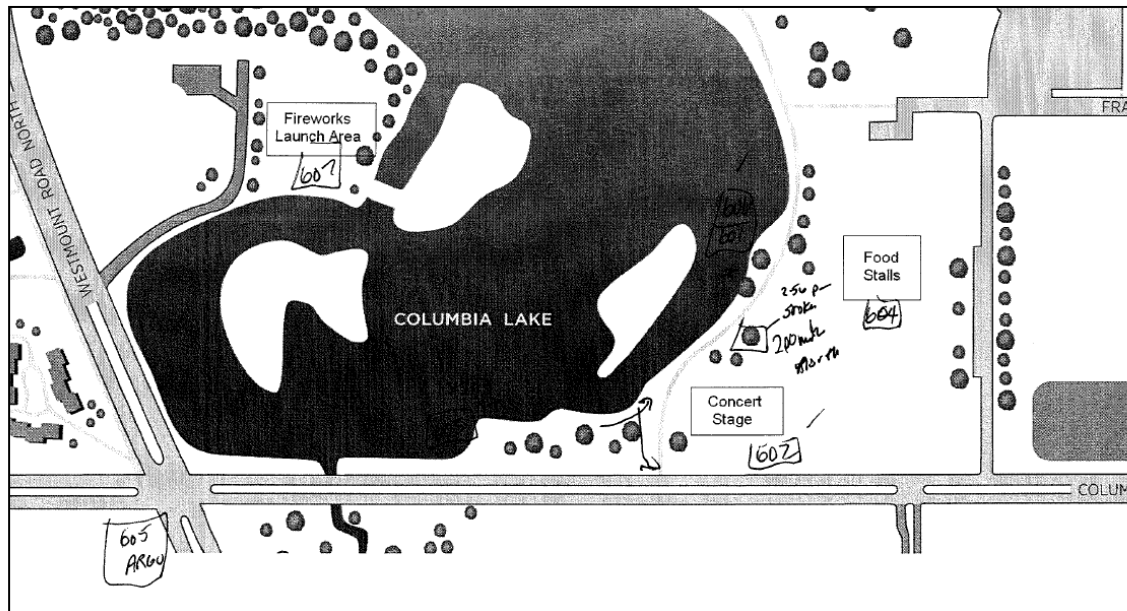 Fireworks
Launch Area
607
WESTMOUNT ROAD NORTH
FRA
601
Food
Stalls
604
256 p
COLUMBIA LAKE
Concert
Stage
602
COLUM
605
ARGO